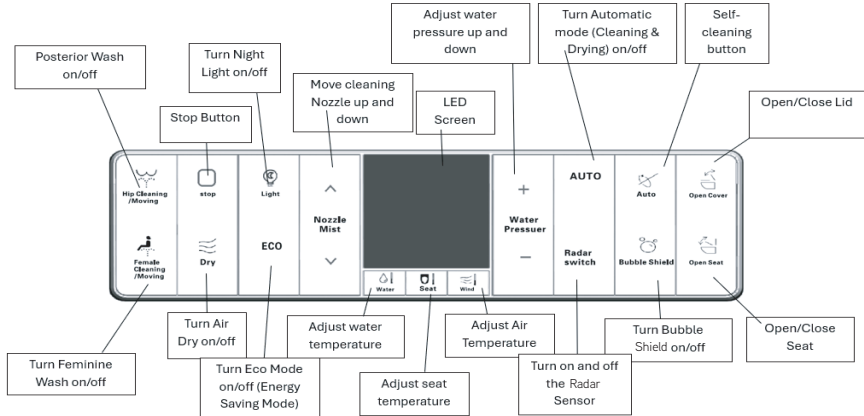 Adjust water
pressure up and
down
Turn Automatic
mode (Cleaning &
Drying) on/off
Self-
cleaning
button
Posterior Wash
on/off
Turn Night
Light on/off
Move cleaning
Nozzle up and
down
LED
Screen
Open/Close Lid
Stop Button
Hip Cleaning
/Moving
stop
Light
Nozzle
Mist
+
Water
Pressuer
−
AUTO
Auto
Open Cover
Female
Cleaning
/Moving
Dry
ECO
Radar
switch
Bubble Shield
Open Seat
Water
Seat
Wind
Turn Feminine
Wash on/off
Turn Air
Dry on/off
Turn Eco Mode
on/off (Energy
Saving Mode)
Adjust water
temperature
Adjust seat
temperature
Adjust Air
Temperature
Turn on and off
the Radar
Sensor
Turn Bubble
Shield on/off
Open/Close
Seat